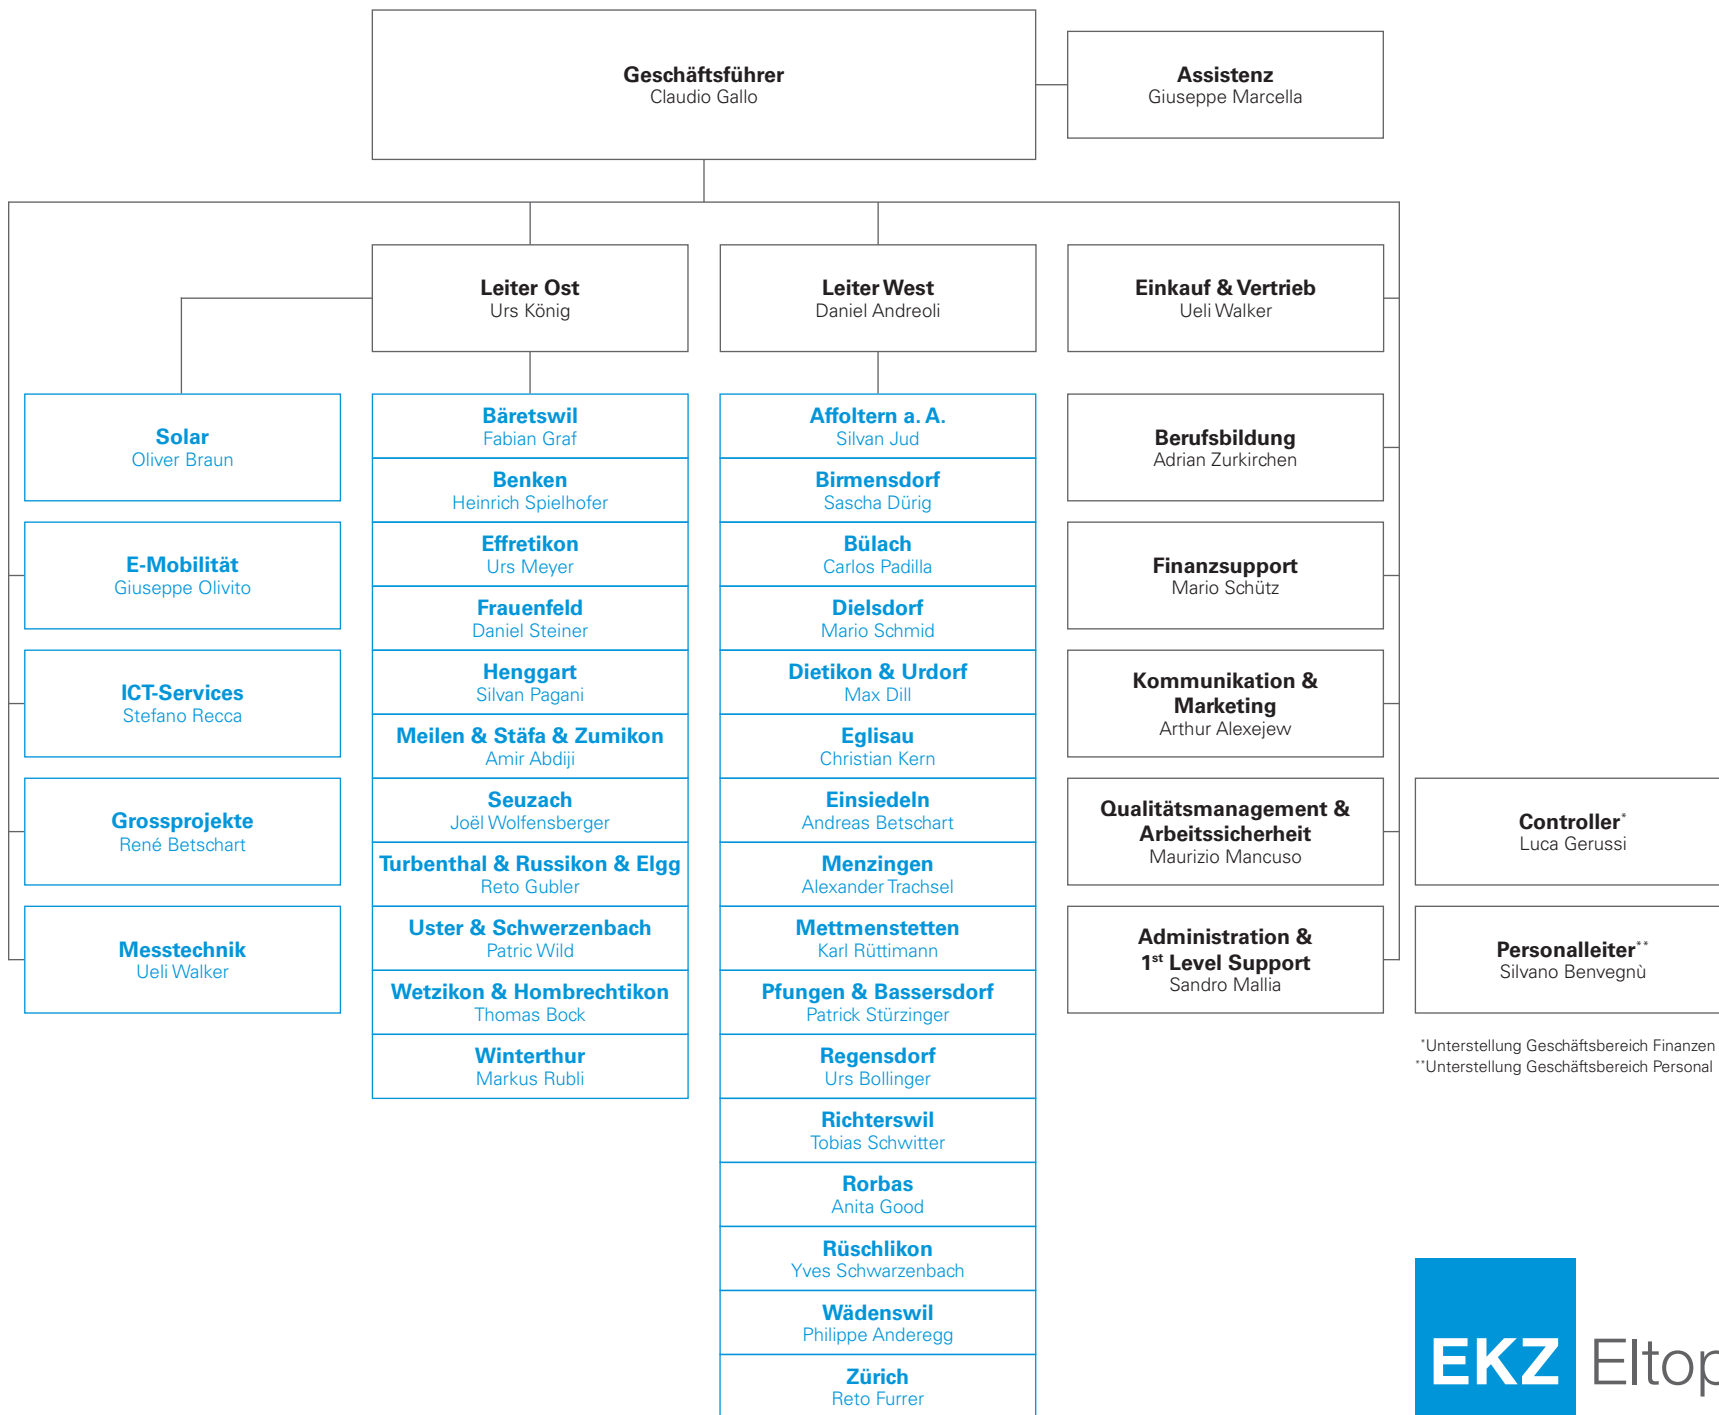 Geschäftsführer
Claudio Gallo
Assistenz
Giuseppe Marcella
Leiter Ost
Urs König
Leiter West
Daniel Andreoli
Einkauf & Vertrieb
Ueli Walker
Solar
Oliver Braun
E-Mobilität
Giuseppe Olivito
ICT-Services
Stefano Recca
Grossprojekte
René Betschart
Messtechnik
Ueli Walker
Bäretswil
Fabian Graf
Benken
Heinrich Spielhofer
Effretikon
Urs Meyer
Frauenfeld
Daniel Steiner
Henggart
Silvan Pagani
Meilen & Stäfa & Zumikon
Amir Abdiji
Seuzach
Joël Wolfensberger
Turbenthal & Russikon & Elgg
Reto Gubler
Uster & Schwerzenbach
Patric Wild
Wetzikon & Hombrechtikon
Thomas Bock
Winterthur
Markus Rubli
Affoltern a. A.
Silvan Jud
Birmensdorf
Sascha Dürig
Bülach
Carlos Padilla
Dielsdorf
Mario Schmid
Dietikon & Urdorf
Max Dill
Eglisau
Christian Kern
Einsiedeln
Andreas Betschart
Menzingen
Alexander Trachsel
Mettmenstetten
Karl Rüttimann
Pfungen & Bassersdorf
Patrick Stürzinger
Regensdorf
Urs Bollinger
Richterswil
Tobias Schwitter
Rorbas
Anita Good
Rüschlikon
Yves Schwarzenbach
Wädenswil
Philippe Anderegg
Zürich
Reto Furrer
Berufsbildung
Adrian Zurkirchen
Finanzsupport
Mario Schütz
Kommunikation &
Marketing
Arthur Alexejew
Qualitätsmanagement &
Arbeitssicherheit
Maurizio Mancuso
Administration &
1st Level Support
Sandro Mallia
Controller*
Luca Gerussi
Personalleiter**
Silvano Benvegnù
*Unterstellung Geschäftsbereich Finanzen
**Unterstellung Geschäftsbereich Personal
EKZ Eltop